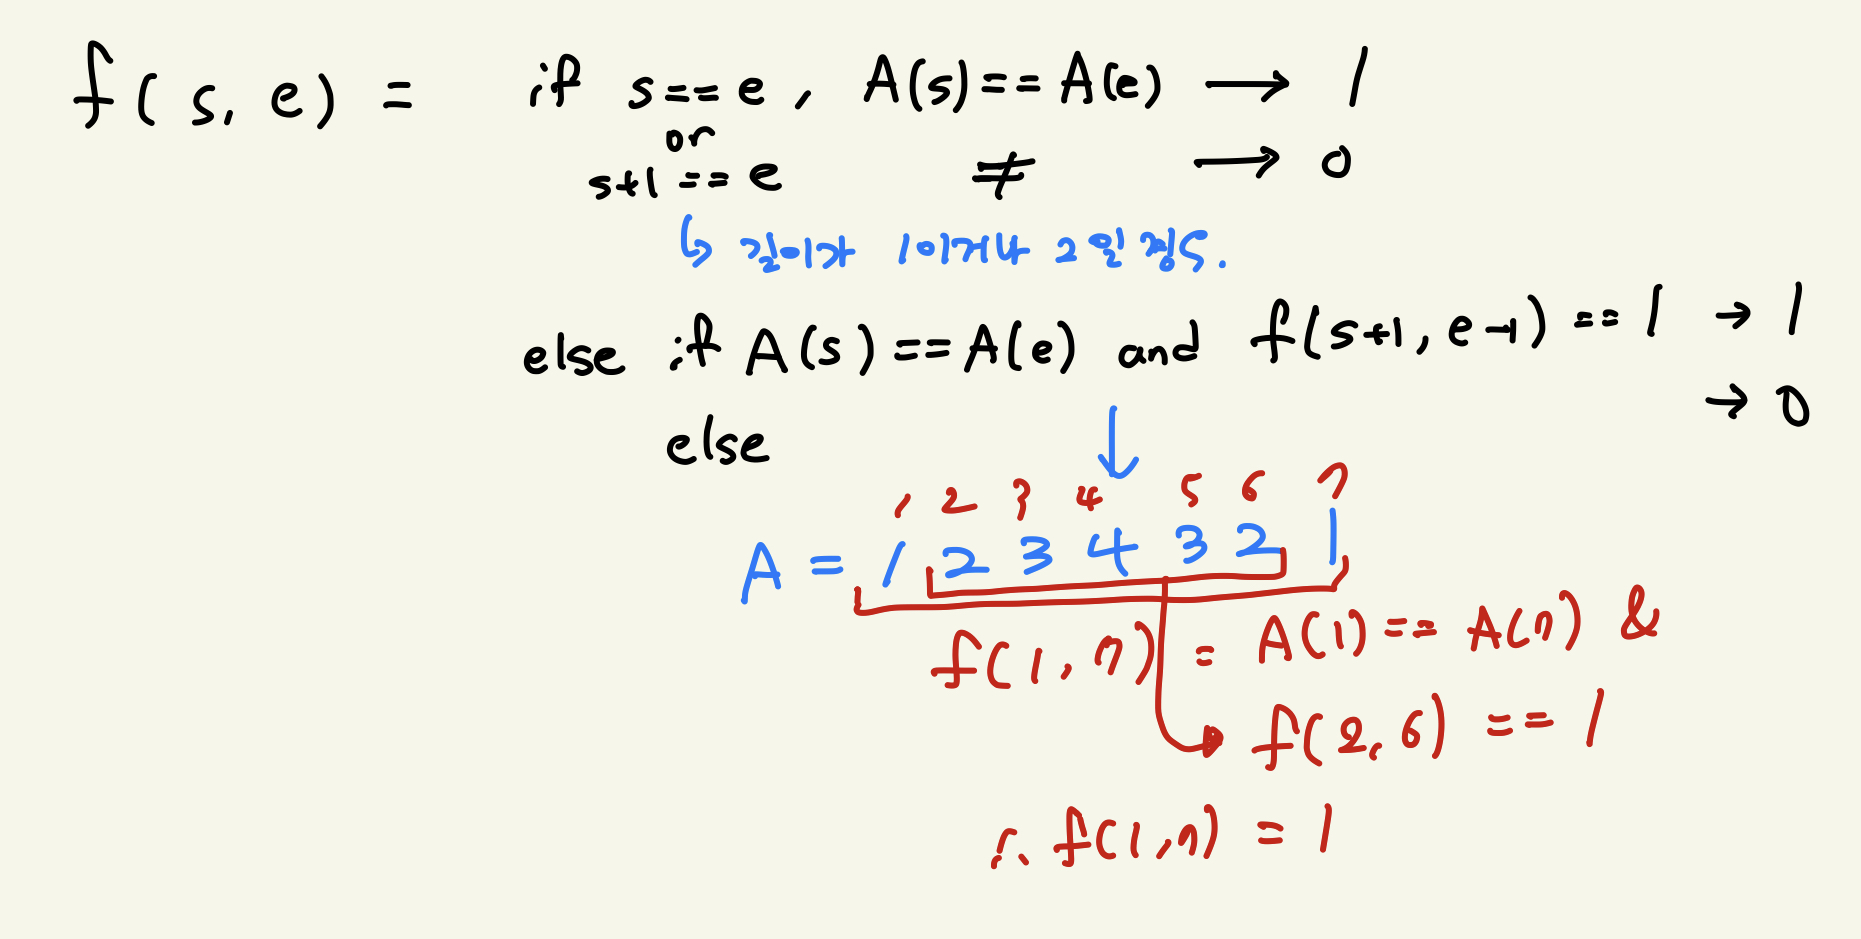 f(s, e) = if s==e, A(s)==A(e) → 1
or
s+1 == e ≠ → 0
↳ 길이가 1이거나 2일 경우.
else if A(s)==A(e) and f(s+1, e-1) == 1 → 1
else → 0
↓
1 2 3 4 5 6 7
A = 1 2 3 4 3 2 1
f(1, 7) = A(1) == A(7) &
f(2, 6) == 1
∴ f(1, 7) = 1